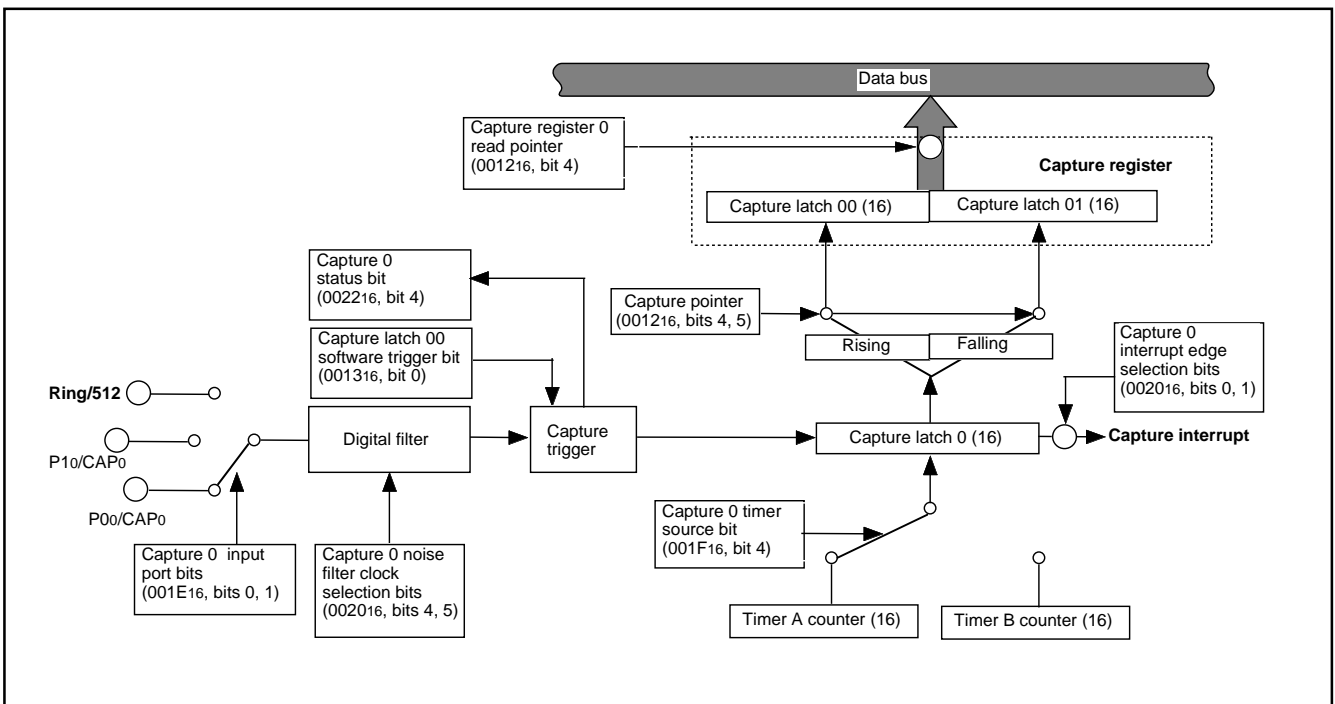 Data bus
Capture register 0
read pointer
(001216, bit 4)
Capture register
Capture latch 00 (16)
Capture latch 01 (16)
Capture 0
status bit
(002216, bit 4)
Capture pointer
(001216, bits 4, 5)
Capture latch 00
software trigger bit
(001316, bit 0)
Rising
Falling
Capture 0
interrupt edge
selection bits
(002016, bits 0, 1)
Ring/512
P10/CAP0
P00/CAP0
Digital filter
Capture
trigger
Capture latch 0 (16)
Capture interrupt
Capture 0 input
port bits
(001E16, bits 0, 1)
Capture 0 noise
filter clock
selection bits
(002016, bits 4, 5)
Capture 0 timer
source bit
(001F16, bit 4)
Timer A counter (16)
Timer B counter (16)